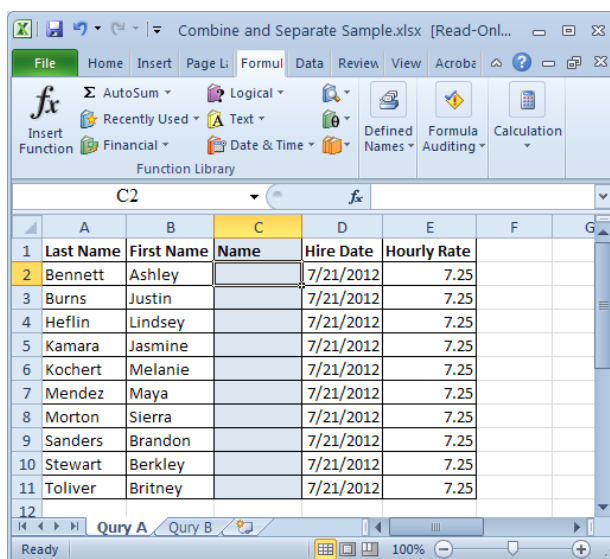 Combine and Separate Sample.xlsx [Read-Onl...
File Home Insert Page L Formul Data Review View Acroba
fx Insert Function
Σ AutoSum
Recently Used
Financial
Logical
A Text
Date & Time
θ
Defined Names
Formula Auditing
Calculation
Function Library
C2 fx
A B C D E F G
1 Last Name First Name Name Hire Date Hourly Rate
2 Bennett Ashley 7/21/2012 7.25
3 Burns Justin 7/21/2012 7.25
4 Heflin Lindsey 7/21/2012 7.25
5 Kamara Jasmine 7/21/2012 7.25
6 Kochert Melanie 7/21/2012 7.25
7 Mendez Maya 7/21/2012 7.25
8 Morton Sierra 7/21/2012 7.25
9 Sanders Brandon 7/21/2012 7.25
10 Stewart Berkley 7/21/2012 7.25
11 Toliver Britney 7/21/2012 7.25
12
Qury A Qury B
Ready 100%